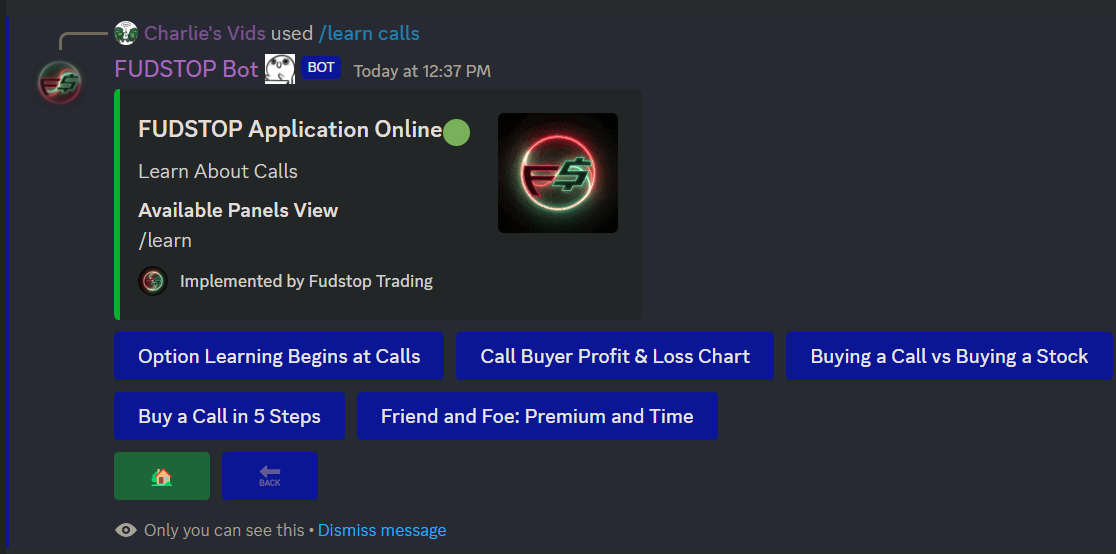 Charlie's Vids used /learn calls
FUDSTOP Bot BOT Today at 12:37 PM
FUDSTOP Application Online
Learn About Calls
Available Panels View
/learn
Implemented by Fudstop Trading
F$
Option Learning Begins at Calls
Call Buyer Profit & Loss Chart
Buying a Call vs Buying a Stock
Buy a Call in 5 Steps
Friend and Foe: Premium and Time
BACK
Only you can see this • Dismiss message